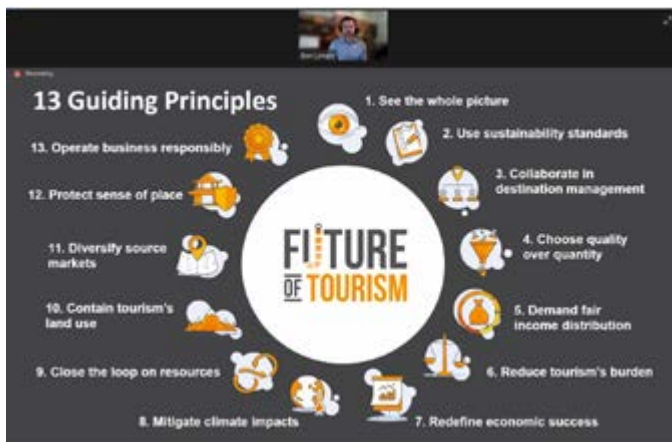 13 Guiding Principles
1. See the whole picture
2. Use sustainability standards
3. Collaborate in
destination management
4. Choose quality
over quantity
5. Demand fair
income distribution
6. Reduce tourism's burden
7. Redefine economic success
8. Mitigate climate impacts
9. Close the loop on resources
10. Contain tourism's
land use
11. Diversify source
markets
12. Protect sense of place
13. Operate business responsibly
FUTURE
OF TOURISM